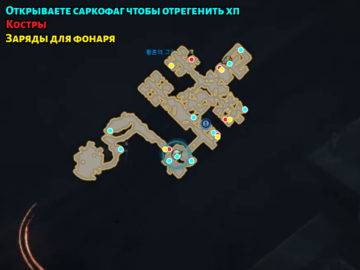 Открываете саркофаг чтобы отрегенить хп
Костры
Заряды для фонаря